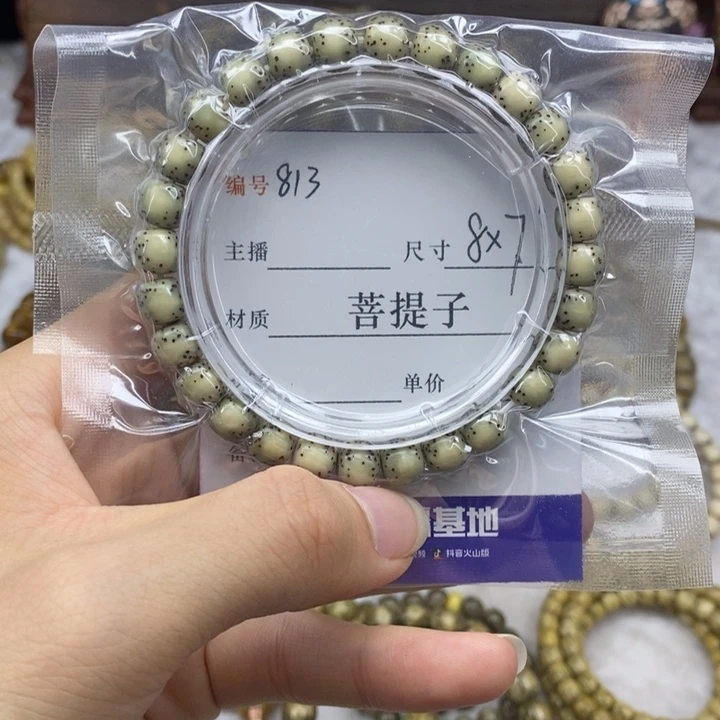 编号 813
主播 尺寸 8x7
材质 菩提子
单价
基地
抖音火山版